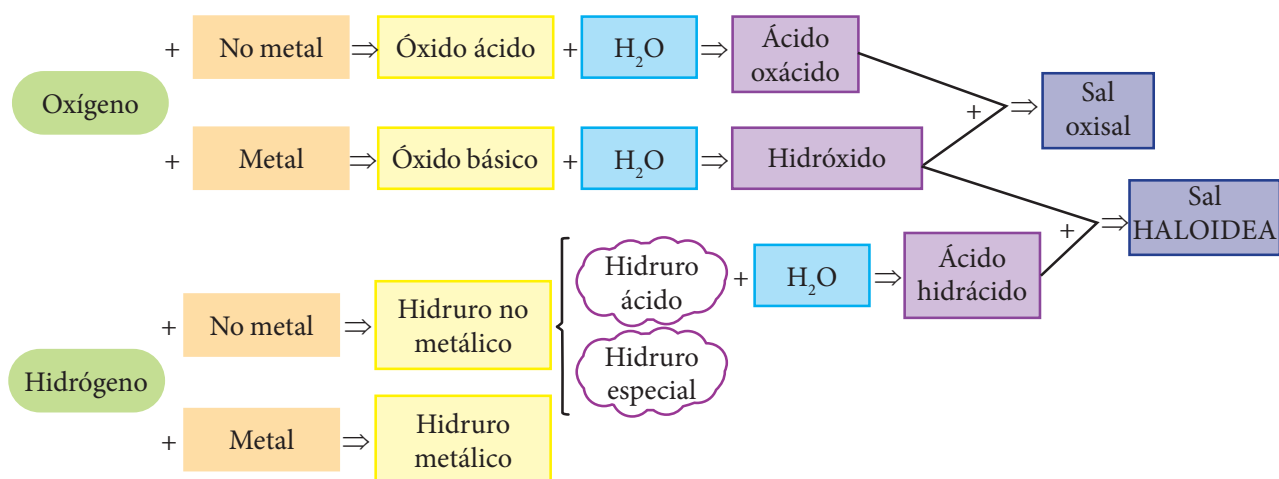 Oxígeno
+ No metal ⇒ Óxido ácido + H₂O ⇒ Ácido
oxácido
+ Metal ⇒ Óxido básico + H₂O ⇒ Hidróxido
+ ⇒ Sal
oxisal
+ ⇒ Sal
HALOIDEA
Hidrógeno
+ No metal ⇒ Hidruro no
metálico
Hidruro
ácido
+ H₂O ⇒ Ácido
hidrácido
Hidruro
especial
+ Metal ⇒ Hidruro
metálico